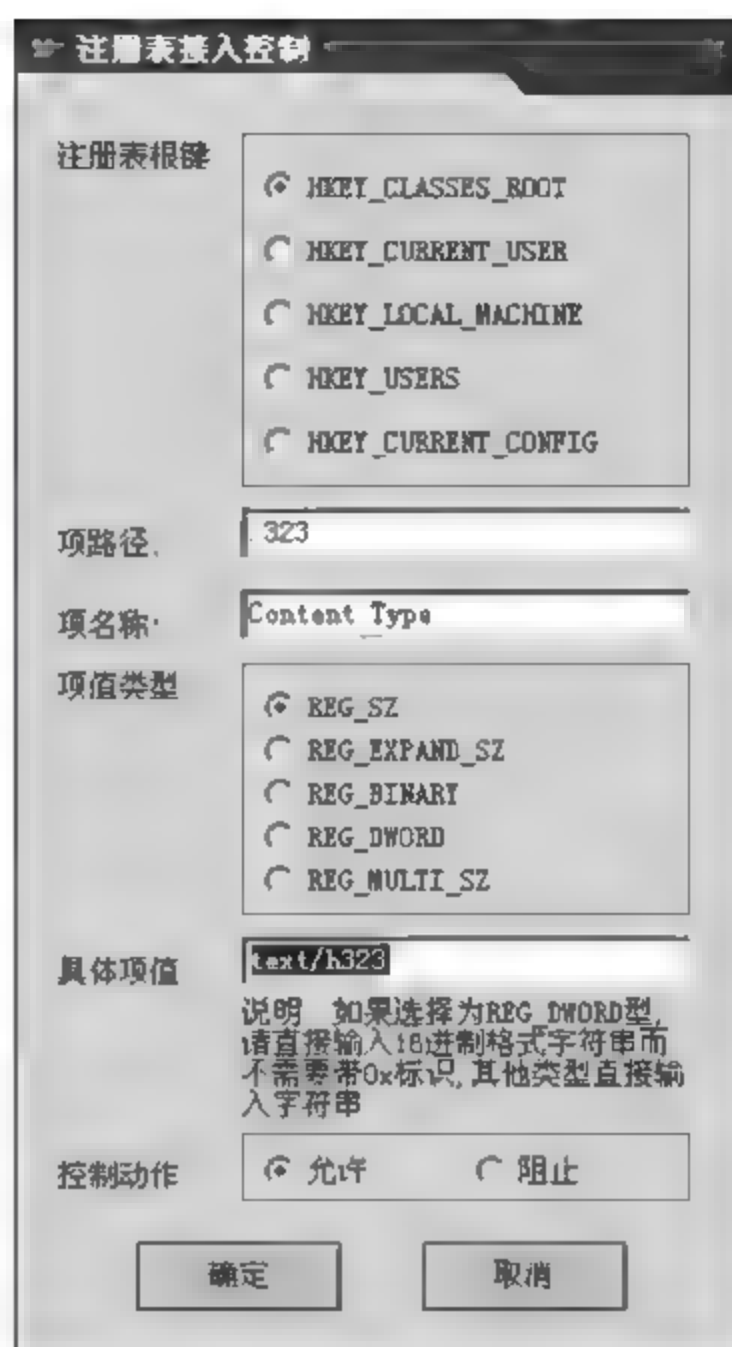 注册表接入控制
注册表根键
HKEY_CLASSES_ROOT
HKEY_CURRENT_USER
HKEY_LOCAL_MACHINE
HKEY_USERS
HKEY_CURRENT_CONFIG
项路径:
.323
项名称:
Content_Type
项值类型
REG_SZ
REG_EXPAND_SZ
REG_BINARY
REG_DWORD
REG_MULTI_SZ
具体项值
text/h323
说明 如果选择为REG_DWORD型,
请直接输入16进制格式字符串而
不需要带0x标识,其他类型直接输
入字符串
控制动作
允许 阻止
确定 取消